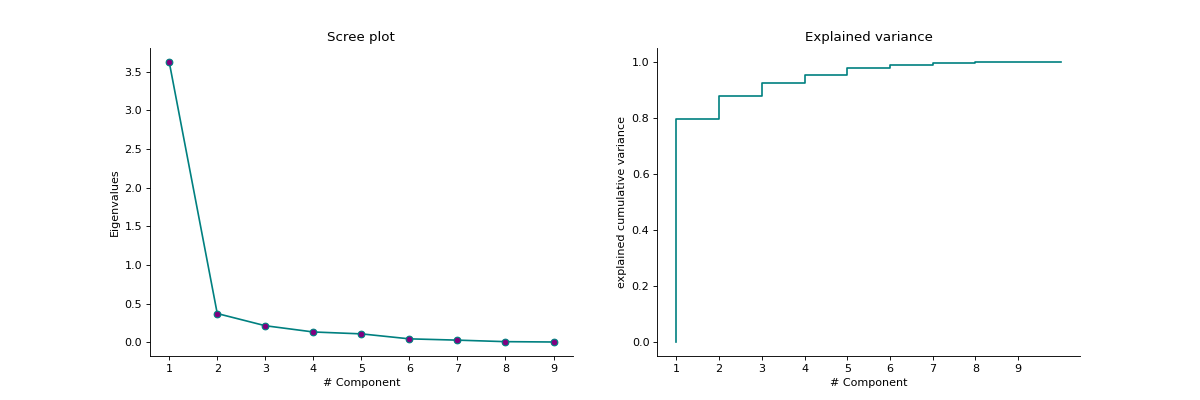 Scree plot
Eigenvalues
3.5
3.0
2.5
2.0
1.5
1.0
0.5
0.0
1 2 3 4 5 6 7 8 9
# Component
Explained variance
explained cumulative variance
1.0
0.8
0.6
0.4
0.2
0.0
1 2 3 4 5 6 7 8 9
# Component